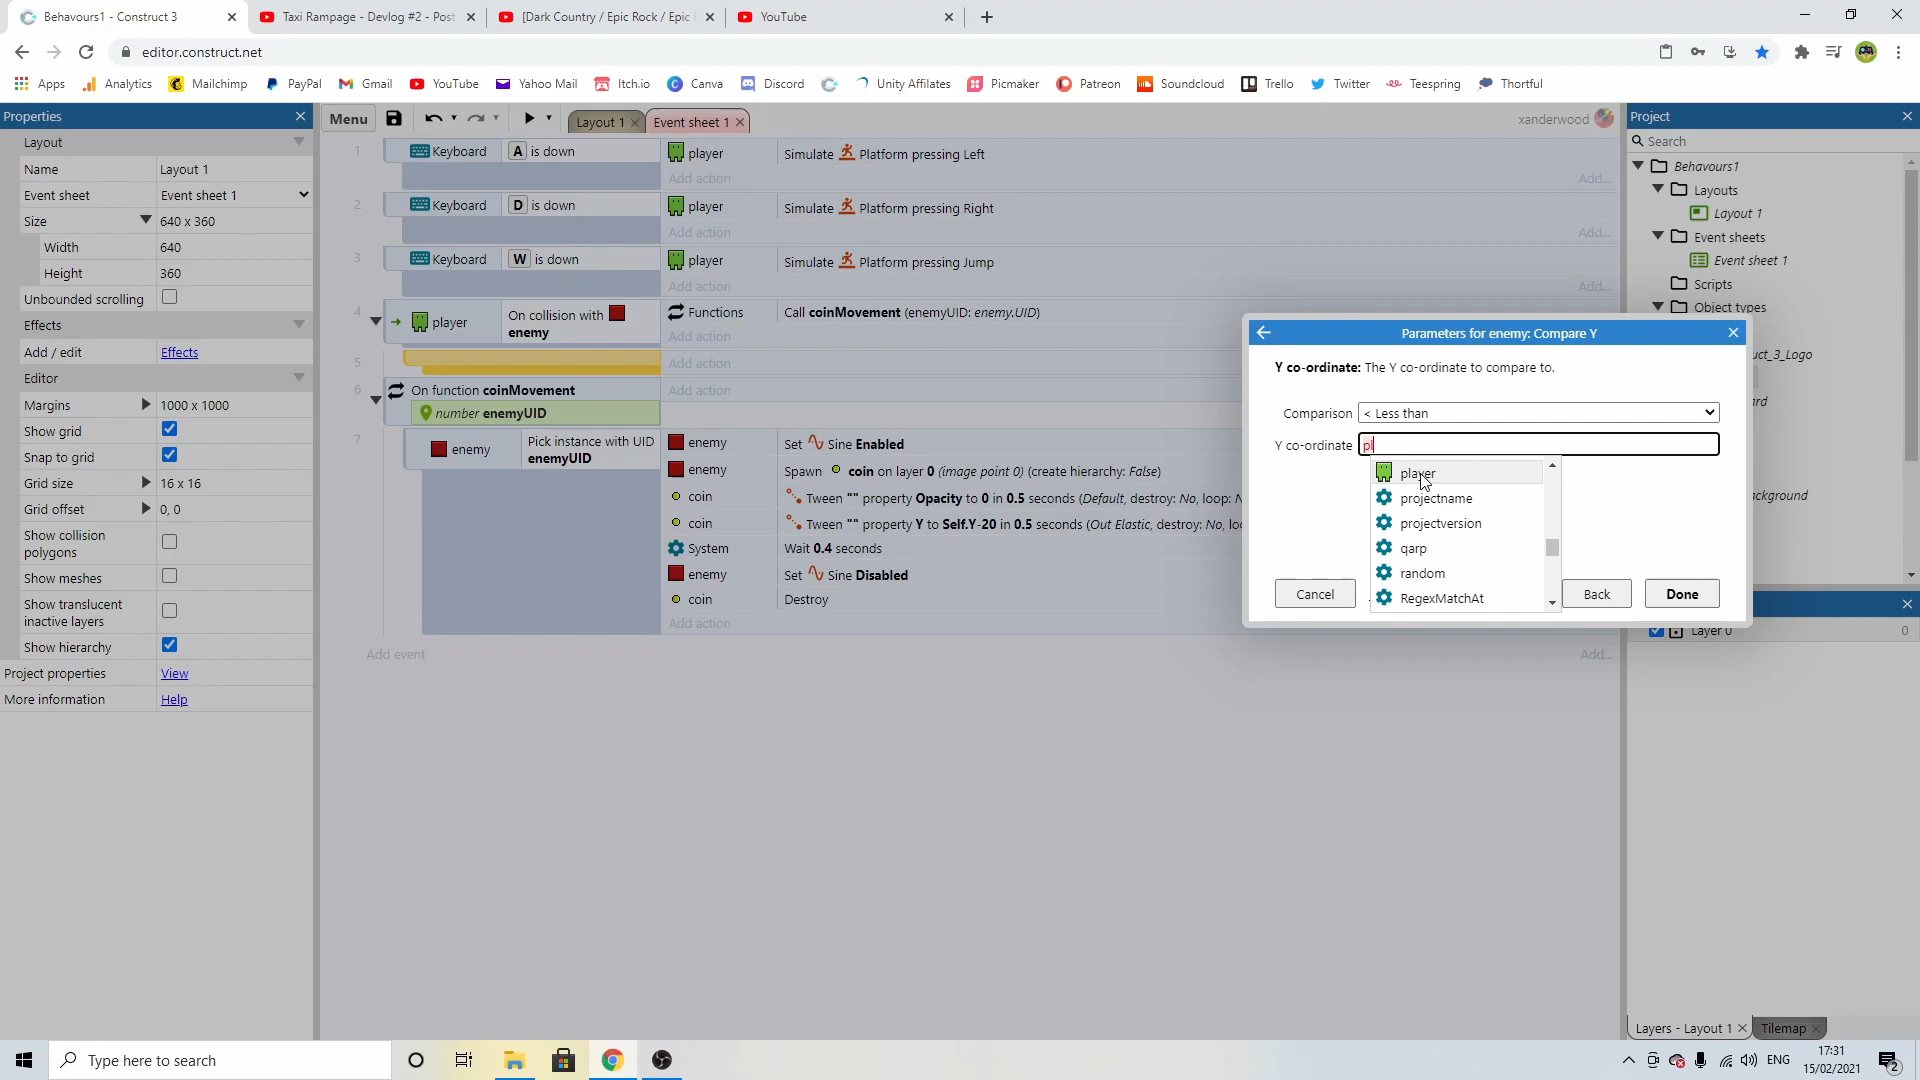 Behavours1 - Construct 3
Taxi Rampage - Devlog #2 - Post
[Dark Country / Epic Rock / Epic
YouTube
editor.construct.net
Apps
Analytics
Mailchimp
PayPal
Gmail
YouTube
Yahoo Mail
Itch.io
Canva
Discord
Unity Affilates
Picmaker
Patreon
Soundcloud
Trello
Twitter
Teespring
Thortful
Properties
Menu
Layout 1
Event sheet 1
xanderwood
Project
Layout
Name
Layout 1
Event sheet
Event sheet 1
Size
640 x 360
Width
640
Height
360
Unbounded scrolling
Effects
Add / edit
Effects
Editor
Margins
1000 x 1000
Show grid
Snap to grid
Grid size
16 x 16
Grid offset
0, 0
Show collision
polygons
Show meshes
Show translucent
inactive layers
Show hierarchy
Project properties
View
More information
Help
1
Keyboard
A is down
player
Simulate Platform pressing Left
Add action
Add...
2
Keyboard
D is down
player
Simulate Platform pressing Right
Add action
Add...
3
Keyboard
W is down
player
Simulate Platform pressing Jump
Add action
Add...
4
player
On collision with
enemy
Functions
Call coinMovement (enemyUID: enemy.UID)
Add action
5
Add action
6
On function coinMovement
Add action
number enemyUID
7
enemy
Pick instance with UID
enemyUID
enemy
Set Sine Enabled
enemy
Spawn coin on layer 0 (image point 0) (create hierarchy: False)
coin
Tween "" property Opacity to 0 in 0.5 seconds (Default, destroy: No, loop: N
coin
Tween "" property Y to Self.Y-20 in 0.5 seconds (Out Elastic, destroy: No, lo
System
Wait 0.4 seconds
enemy
Set Sine Disabled
coin
Destroy
Add action
Add event
Add...
Parameters for enemy: Compare Y
Y co-ordinate: The Y co-ordinate to compare to.
Comparison
< Less than
Y co-ordinate
pl
player
projectname
projectversion
qarp
random
RegexMatchAt
Cancel
Back
Done
Search
Behavours1
Layouts
Layout 1
Event sheets
Event sheet 1
Scripts
Object types
uct_3_Logo
ard
ackground
Layer 0
0
Layers - Layout 1
Tilemap
Type here to search
ENG
17:31
15/02/2021
2